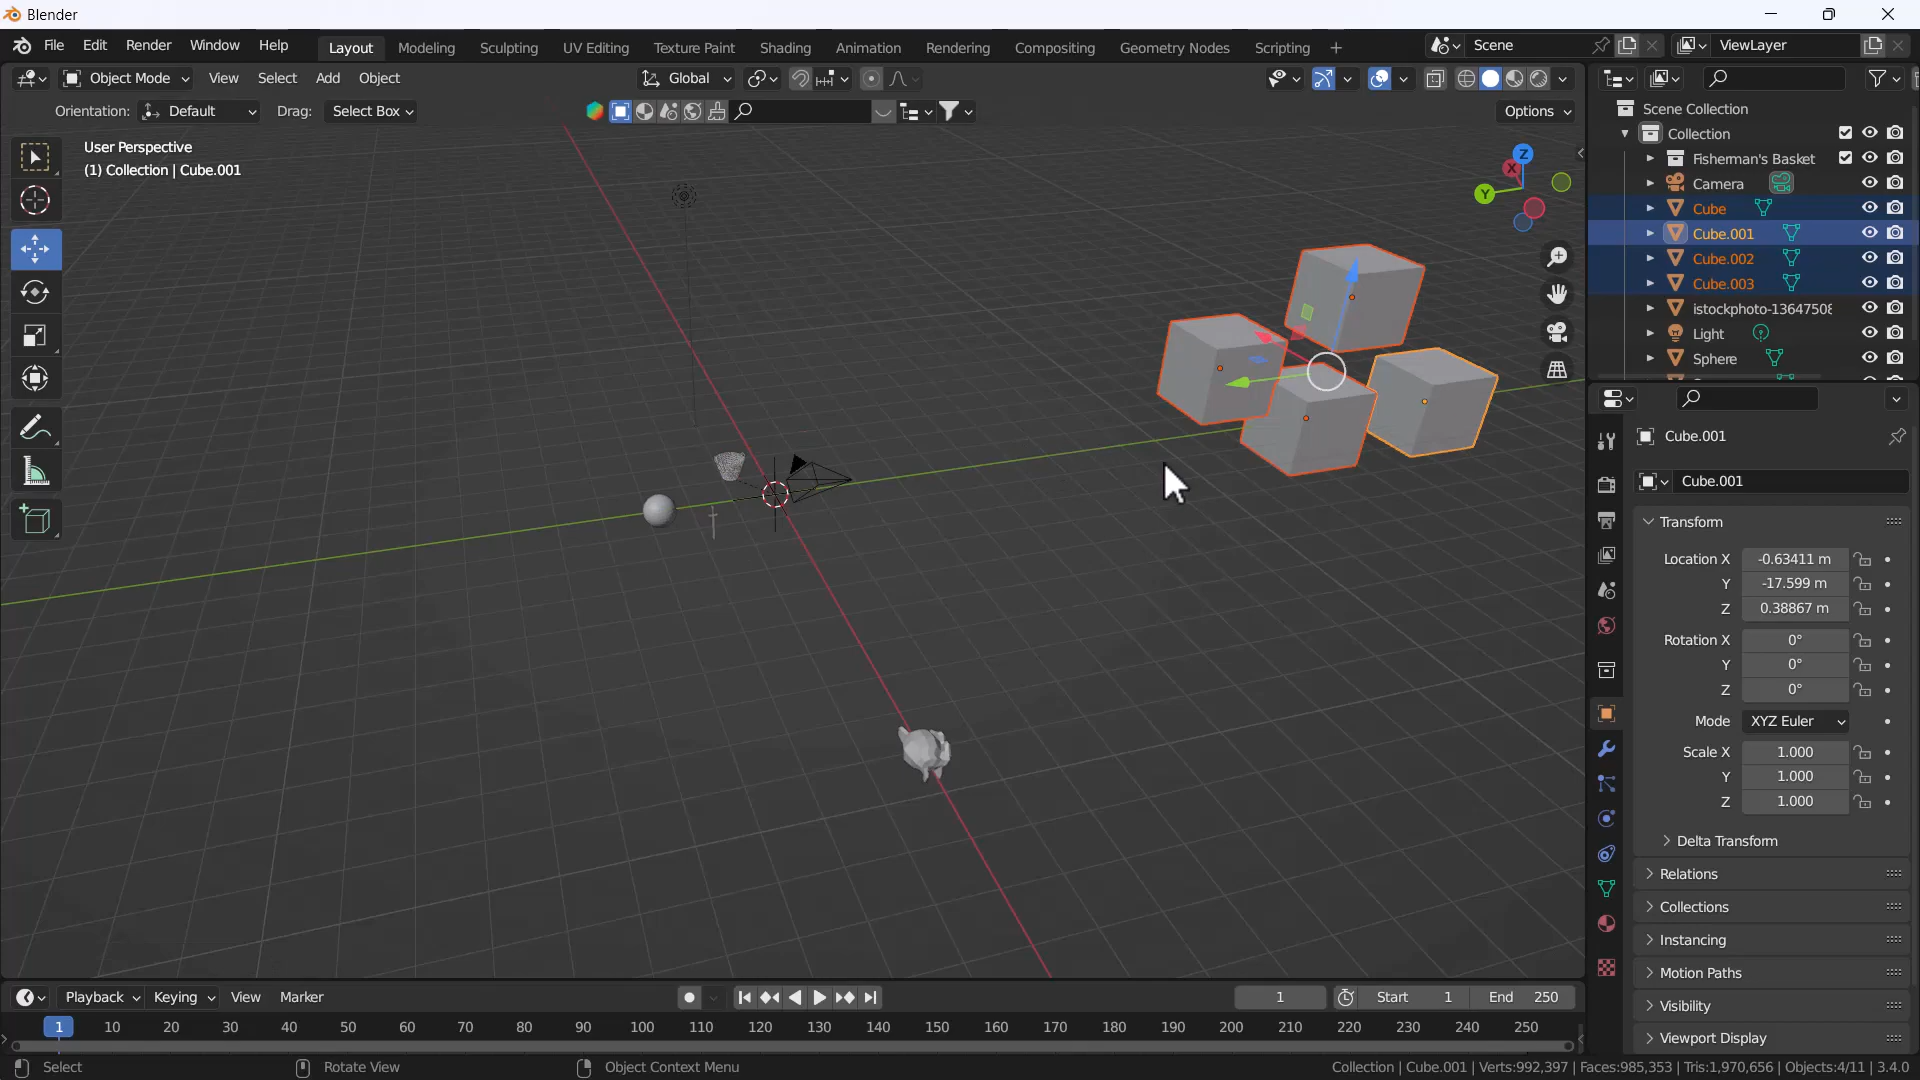 Blender
File Edit Render Window Help Layout Modeling Sculpting UV Editing Texture Paint Shading Animation Rendering Compositing Geometry Nodes Scripting + Scene ViewLayer
Object Mode View Select Add Object Global
Orientation: Default Drag: Select Box Options
User Perspective
(1) Collection | Cube.001
Z
X
Y
Scene Collection
Collection
Fisherman's Basket
Camera
Cube
Cube.001
Cube.002
Cube.003
istockphoto-13647508
Light
Sphere
Cube.001
Cube.001
Transform
Location X -0.63411 m
Y -17.599 m
Z 0.38867 m
Rotation X 0°
Y 0°
Z 0°
Mode XYZ Euler
Scale X 1.000
Y 1.000
Z 1.000
Delta Transform
Relations
Collections
Instancing
Motion Paths
Visibility
Viewport Display
Playback Keying View Marker 1 Start 1 End 250
1 10 20 30 40 50 60 70 80 90 100 110 120 130 140 150 160 170 180 190 200 210 220 230 240 250
Select Rotate View Object Context Menu Collection | Cube.001 | Verts:992,397 | Faces:985,353 | Tris:1,970,656 | Objects:4/11 | 3.4.0